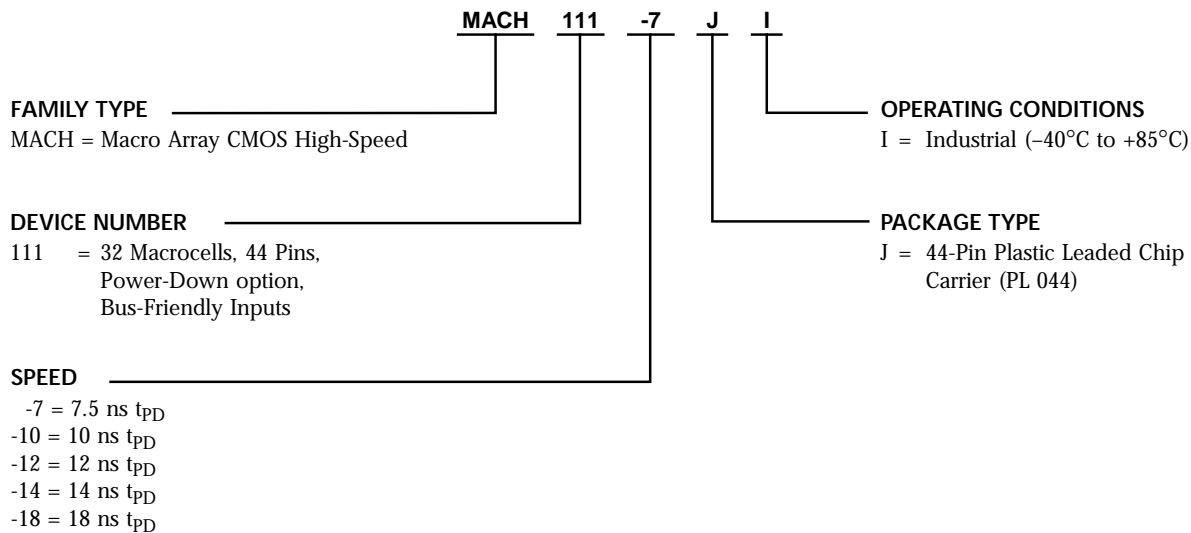 MACH 111 -7 J I
FAMILY TYPE
MACH = Macro Array CMOS High-Speed
DEVICE NUMBER
111 = 32 Macrocells, 44 Pins,
Power-Down option,
Bus-Friendly Inputs
SPEED
-7 = 7.5 ns tPD
-10 = 10 ns tPD
-12 = 12 ns tPD
-14 = 14 ns tPD
-18 = 18 ns tPD
OPERATING CONDITIONS
I = Industrial (–40°C to +85°C)
PACKAGE TYPE
J = 44-Pin Plastic Leaded Chip
Carrier (PL 044)